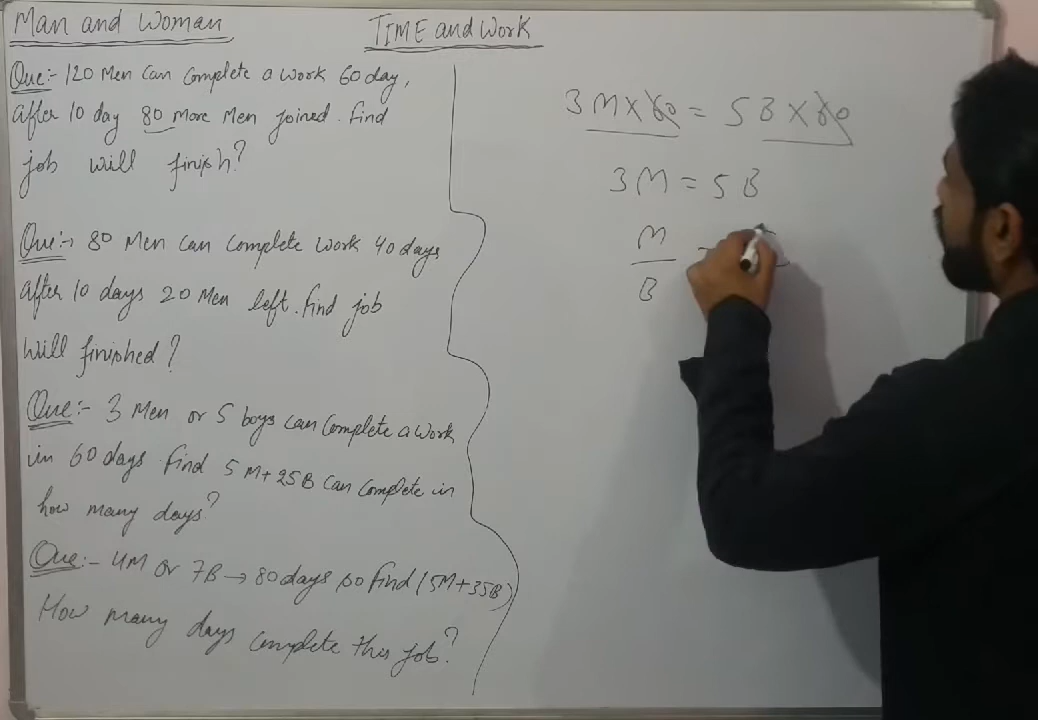 Man and Woman
TIME and Work
Que:- 120 Men Can Complete a Work 60 day,
After 10 day 80 More Men joined. Find
job will finish?
Que:- 80 Men Can Complete Work 40 days
After 10 days 20 Men left. Find job
Will finished?
Que:- 3 Men or 5 boys can Complete a Work
in 60 days Find 5M+25B Can Complete in
how many days?
Que:- 4M or 7B → 80 days so find (5M+35B)
How many days Complete this job?
3M×60 = 5B×60
3M = 5B
M
B